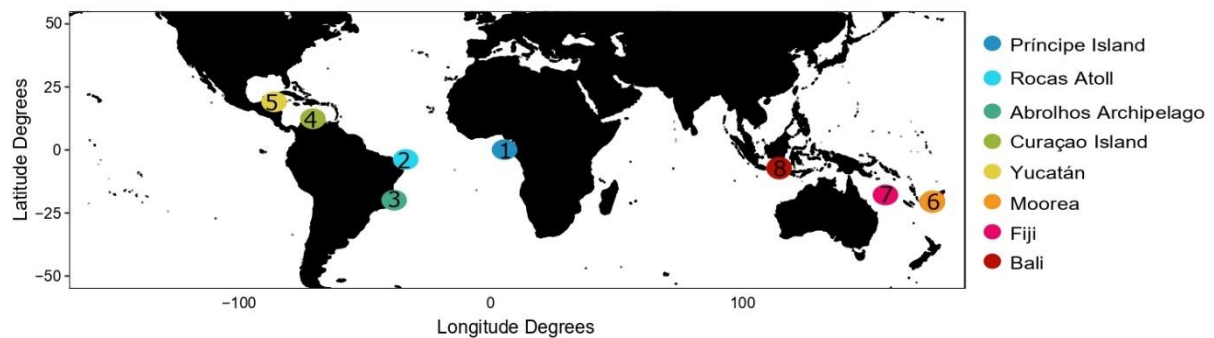 50
25
0
−25
−50
Latitude Degrees
5
4
2
3
1
8
7
6
−100
0
100
Longitude Degrees
Príncipe Island
Rocas Atoll
Abrolhos Archipelago
Curaçao Island
Yucatán
Moorea
Fiji
Bali